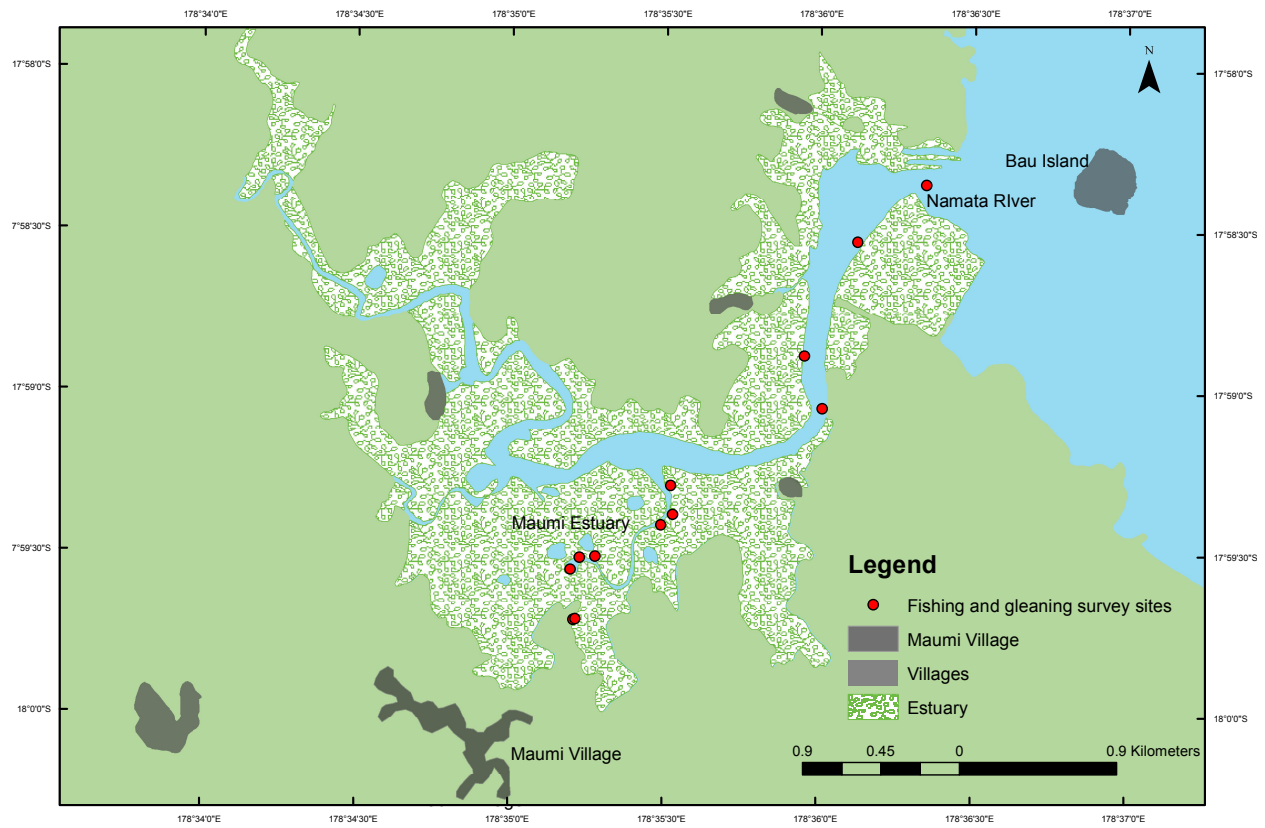 178°34'0"E 178°34'30"E 178°35'0"E 178°35'30"E 178°36'0"E 178°36'30"E 178°37'0"E
17°58'0"S
17°58'0"S
N
Bau Island
Namata RIver
7°58'30"S
17°58'30"S
17°59'0"S
17°59'0"S
Maumi Estuary
7°59'30"S
17°59'30"S
Legend
Fishing and gleaning survey sites
Maumi Village
Villages
Estuary
18°0'0"S
18°0'0"S
Maumi Village
0.9 0.45 0 0.9 Kilometers
178°34'0"E 178°34'30"E 178°35'0"E 178°35'30"E 178°36'0"E 178°36'30"E 178°37'0"E